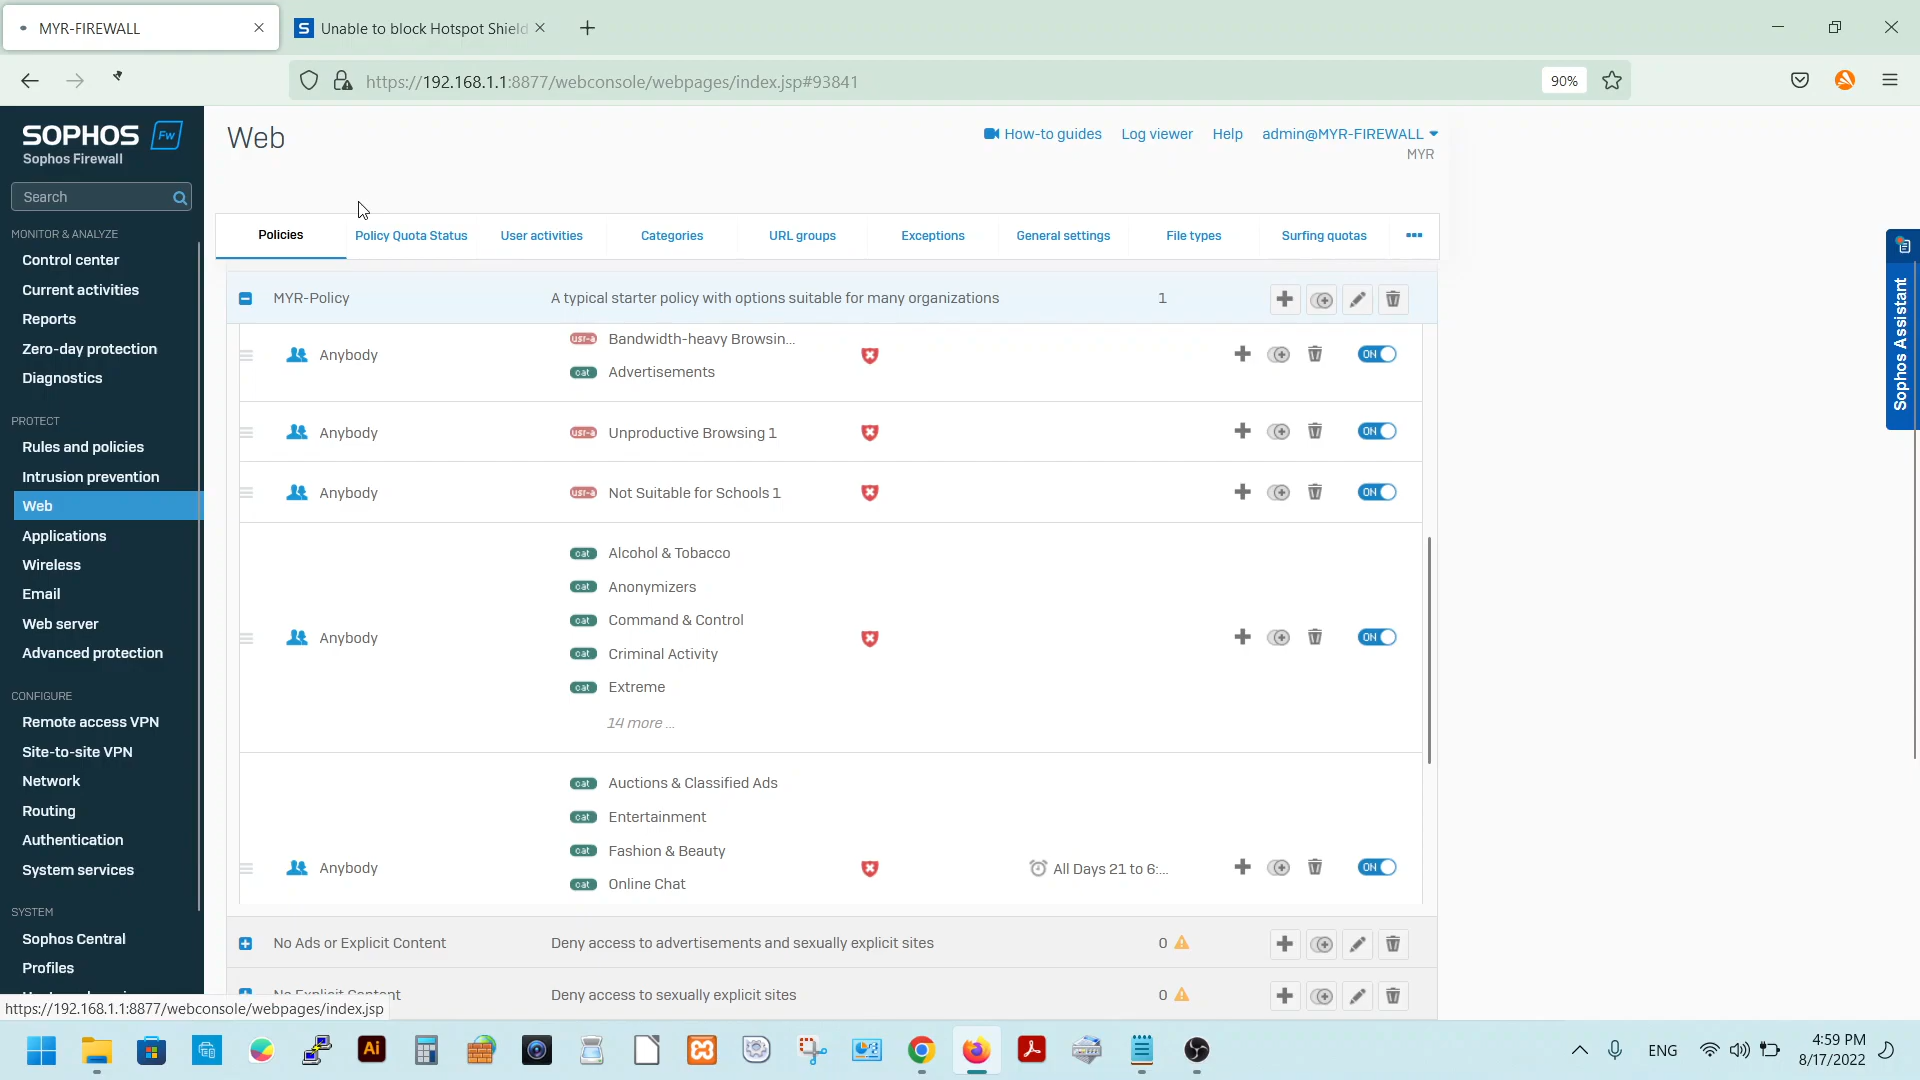 MYR-FIREWALL
Unable to block Hotspot Shield
https://192.168.1.1:8877/webconsole/webpages/index.jsp#93841
90%
SOPHOS Fw
Sophos Firewall
Search
MONITOR & ANALYZE
Control center
Current activities
Reports
Zero-day protection
Diagnostics
PROTECT
Rules and policies
Intrusion prevention
Web
Applications
Wireless
Email
Web server
Advanced protection
CONFIGURE
Remote access VPN
Site-to-site VPN
Network
Routing
Authentication
System services
SYSTEM
Sophos Central
Profiles
https://192.168.1.1:8877/webconsole/webpages/index.jsp
Web
How-to guides Log viewer Help admin@MYR-FIREWALL
MYR
Policies Policy Quota Status User activities Categories URL groups Exceptions General settings File types Surfing quotas
MYR-Policy A typical starter policy with options suitable for many organizations 1
usr-a Bandwidth-heavy Browsin...
Anybody ON
cat Advertisements
Anybody usr-a Unproductive Browsing 1 ON
Anybody usr-a Not Suitable for Schools 1 ON
cat Alcohol & Tobacco
cat Anonymizers
cat Command & Control
Anybody ON
cat Criminal Activity
cat Extreme
14 more ...
cat Auctions & Classified Ads
cat Entertainment
cat Fashion & Beauty
Anybody All Days 21 to 6:... ON
cat Online Chat
No Ads or Explicit Content Deny access to advertisements and sexually explicit sites 0
No Explicit Content Deny access to sexually explicit sites 0
Sophos Assistant
Ai
ENG
4:59 PM
8/17/2022